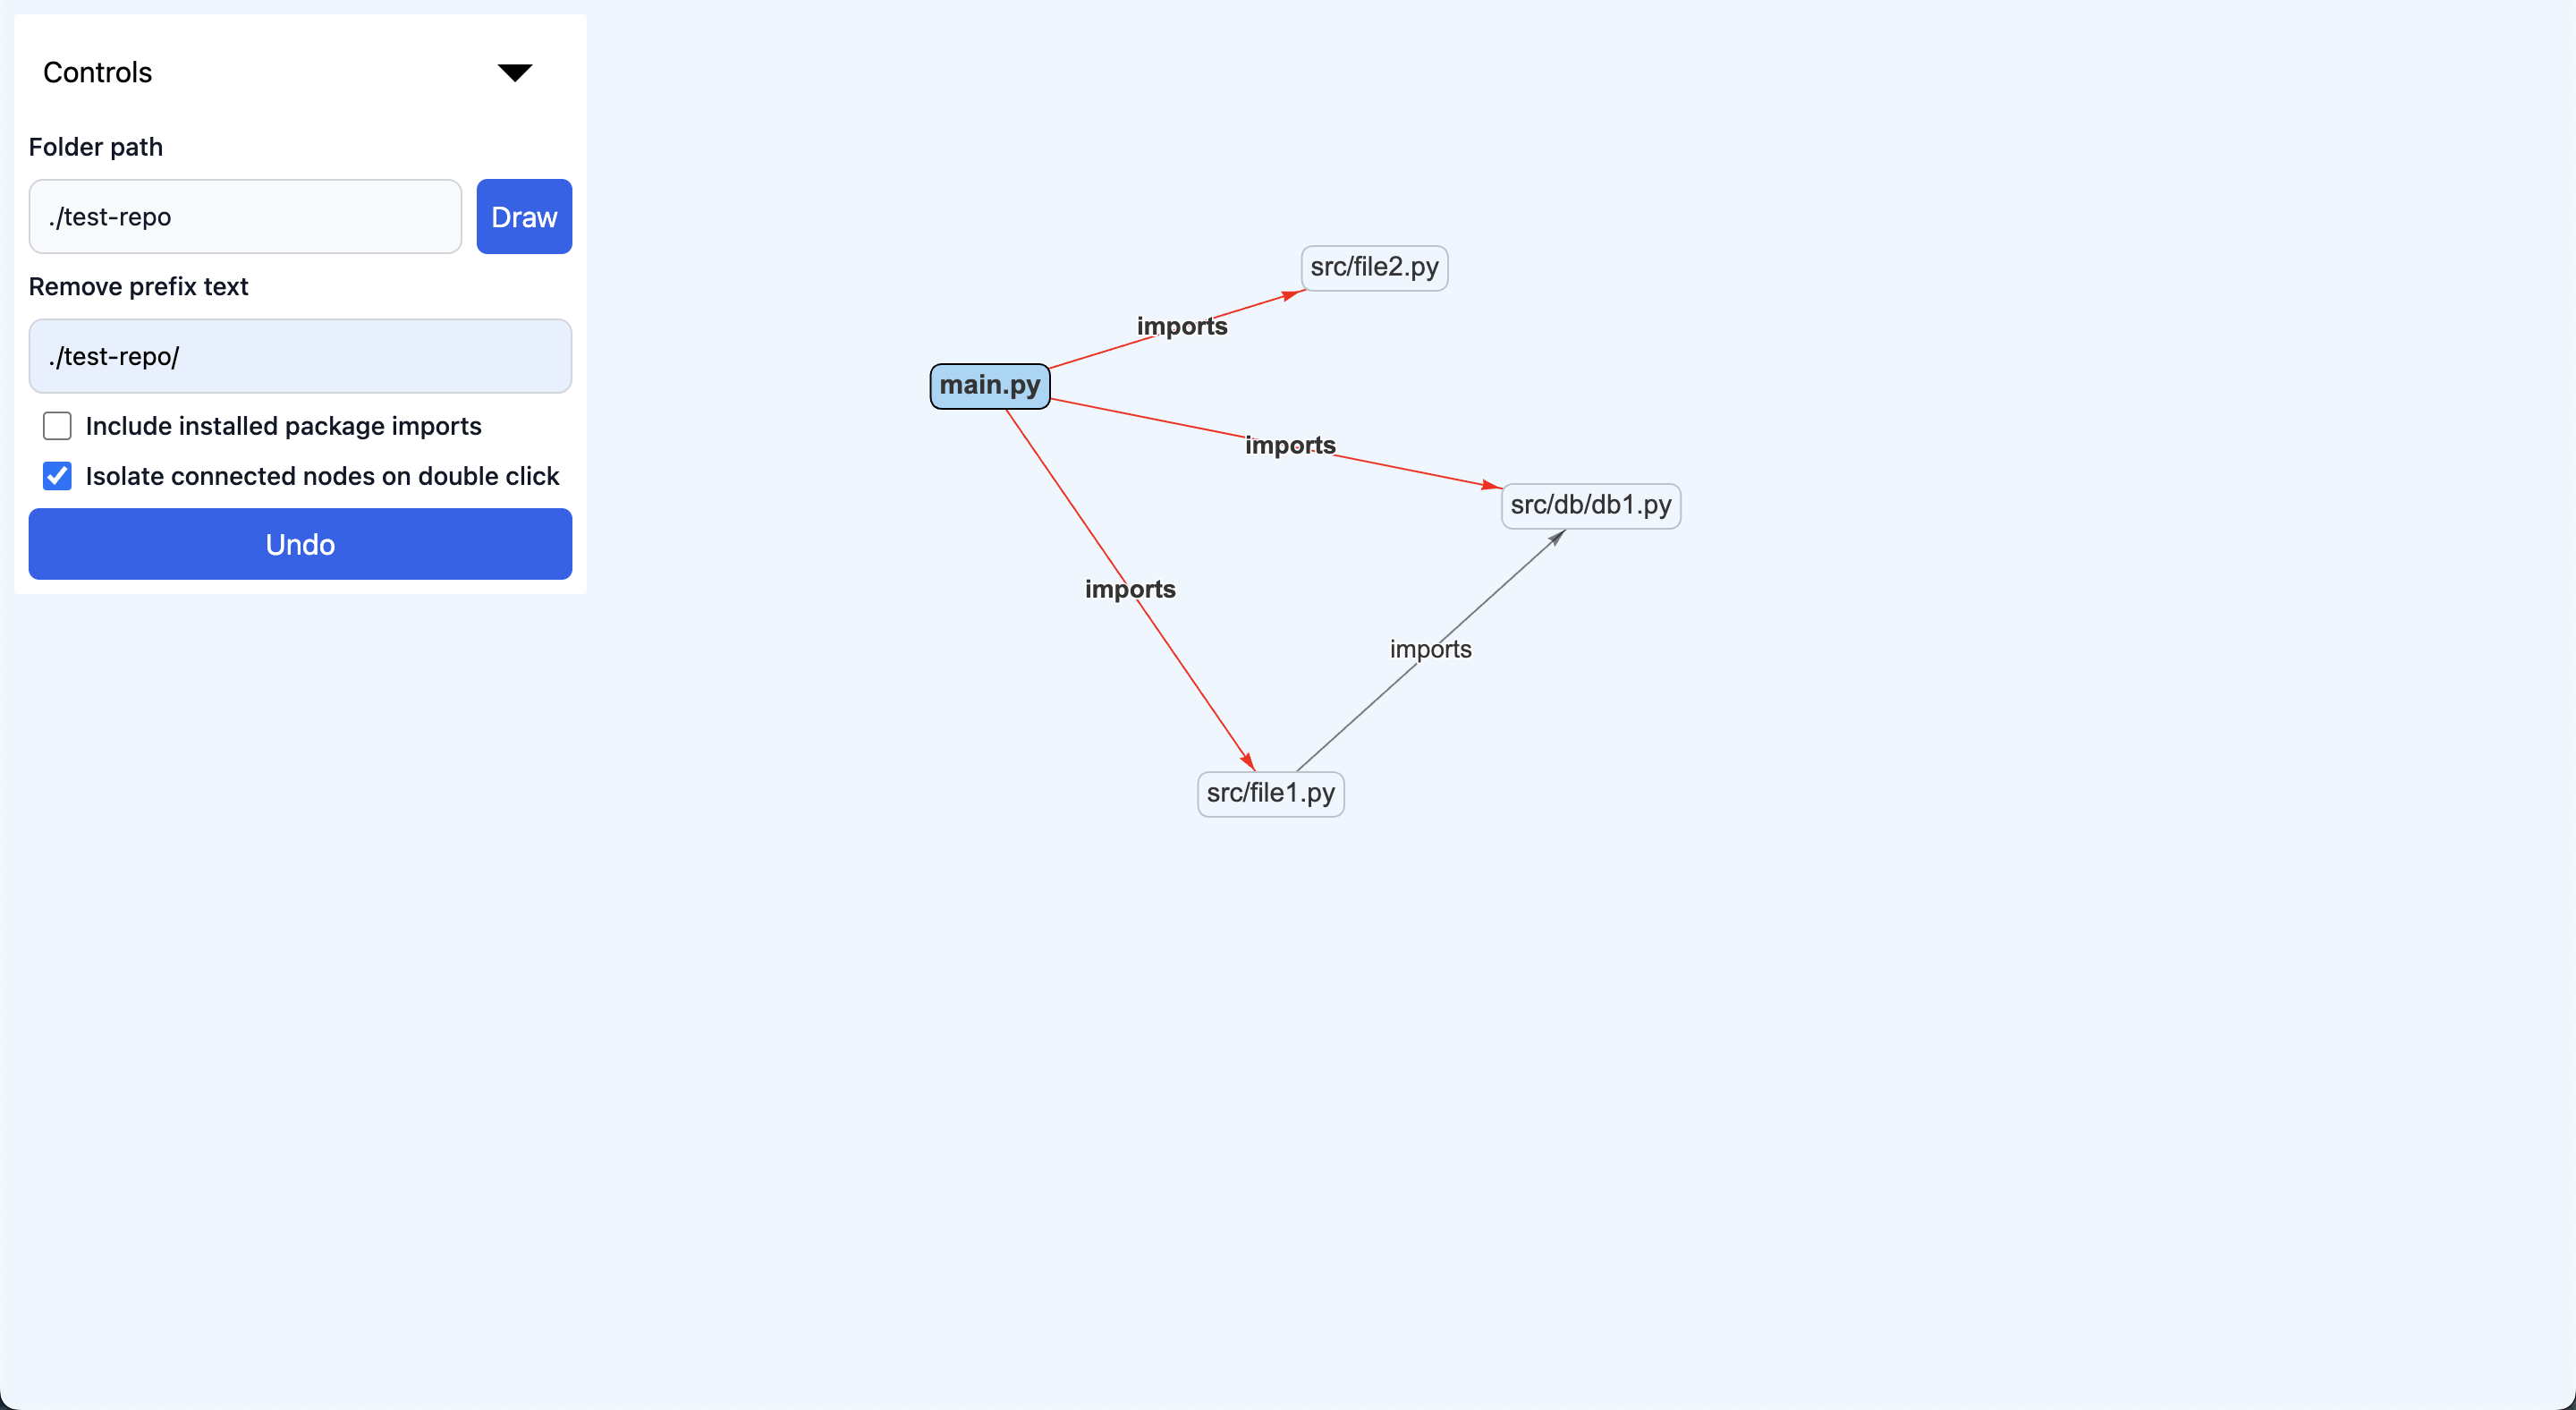 Controls
Folder path
./test-repo
Draw
Remove prefix text
./test-repo/
Include installed package imports
Isolate connected nodes on double click
Undo
src/file2.py
imports
main.py
imports
src/db/db1.py
imports
imports
src/file1.py